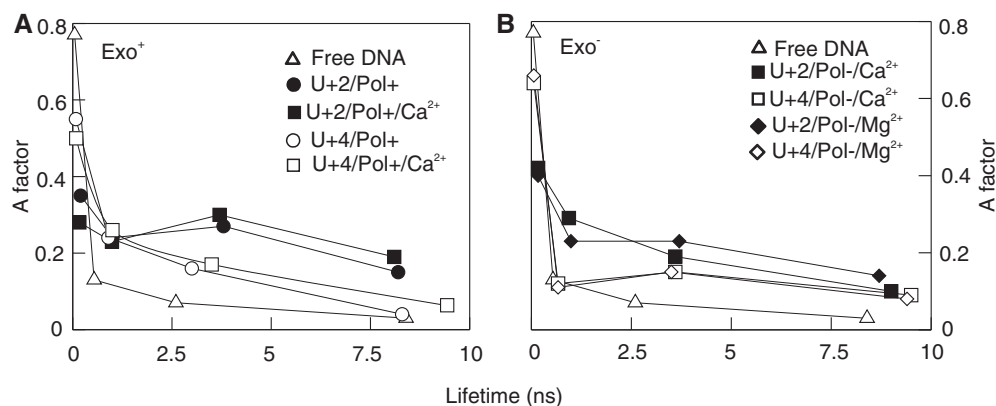 A
Exo⁺
Free DNA
U+2/Pol+
U+2/Pol+/Ca²⁺
U+4/Pol+
U+4/Pol+/Ca²⁺
A factor
0.8
0.6
0.4
0.2
0
0
2.5
5
7.5
10
B
Exo⁻
Free DNA
U+2/Pol-/Ca²⁺
U+4/Pol-/Ca²⁺
U+2/Pol-/Mg²⁺
U+4/Pol-/Mg²⁺
0.8
0.6
0.4
0.2
0
A factor
0
2.5
5
7.5
10
Lifetime (ns)